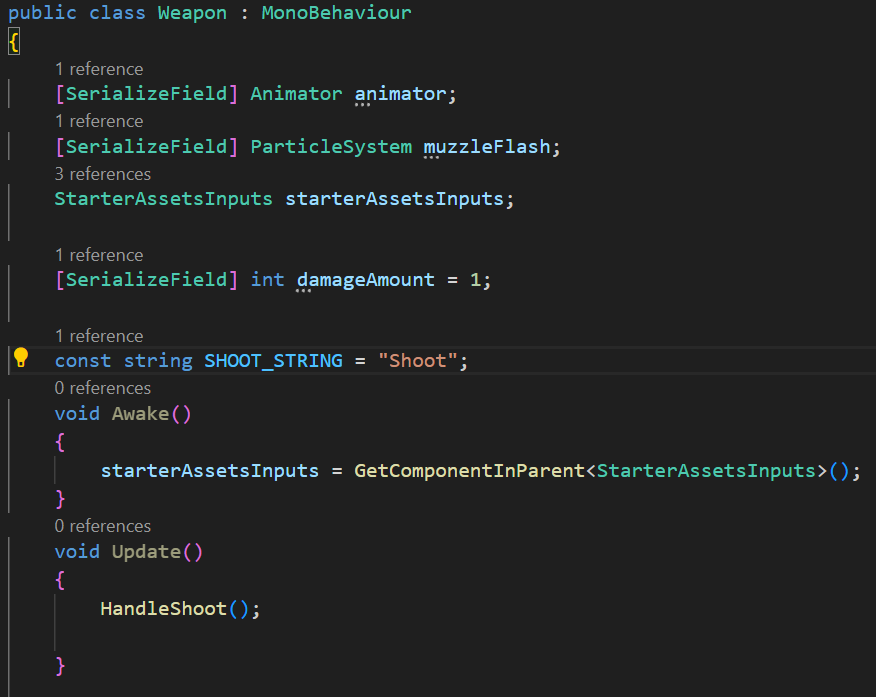 public class Weapon : MonoBehaviour
{
1 reference
[SerializeField] Animator animator;
1 reference
[SerializeField] ParticleSystem muzzleFlash;
3 references
StarterAssetsInputs starterAssetsInputs;
1 reference
[SerializeField] int damageAmount = 1;
1 reference
const string SHOOT_STRING = "Shoot";
0 references
void Awake()
{
starterAssetsInputs = GetComponentInParent<StarterAssetsInputs>();
}
0 references
void Update()
{
HandleShoot();
}